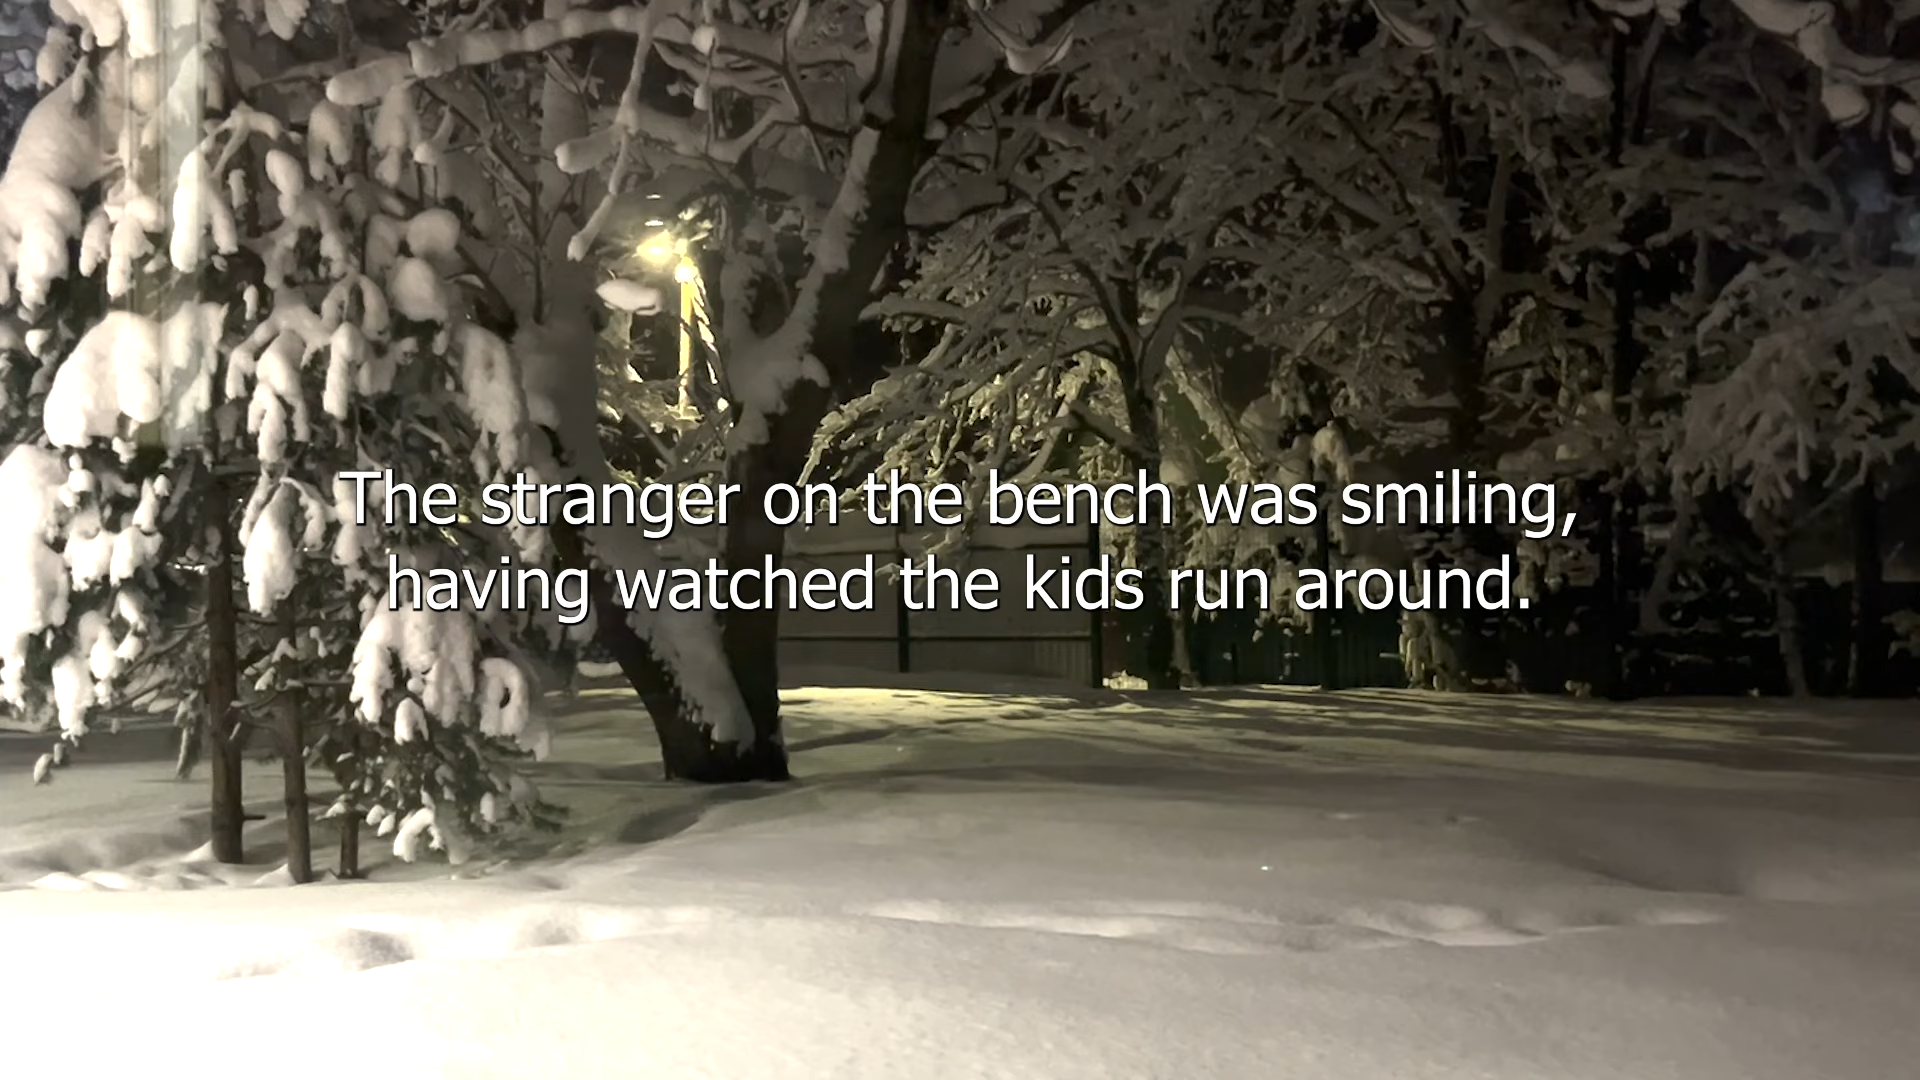 The stranger on the bench was smiling,
having watched the kids run around.